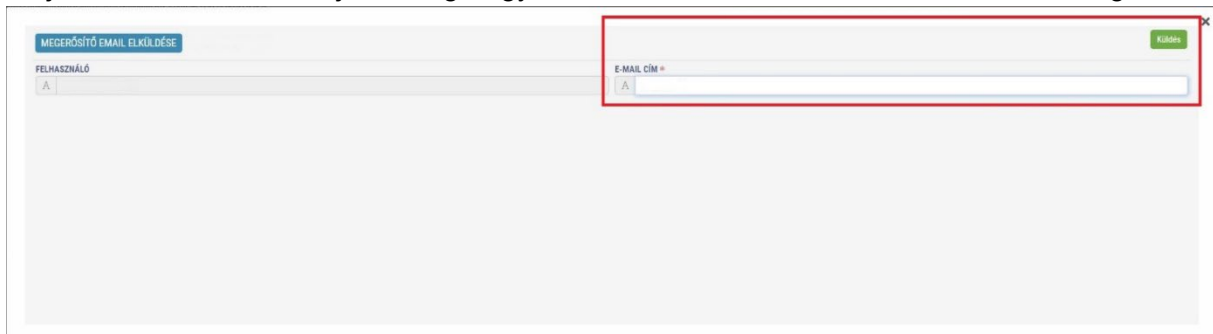 MEGERŐSÍTŐ EMAIL ELKÜLDÉSE
Küldés
FELHASZNÁLÓ
E-MAIL CÍM *
A
A